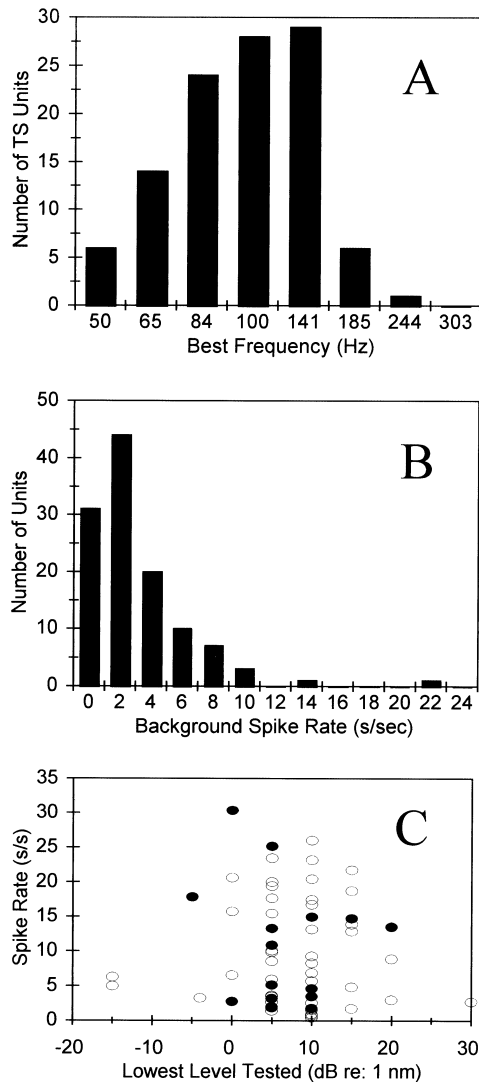 A
30
25
20
15
10
5
0
Number of TS Units
50 65 84 100 141 185 244 303
Best Frequency (Hz)
B
50
40
30
20
10
0
Number of Units
0 2 4 6 8 10 12 14 16 18 20 22 24
Background Spike Rate (s/sec)
C
35
30
25
20
15
10
5
0
Spike Rate (s/s)
-20 -10 0 10 20 30
Lowest Level Tested (dB re: 1 nm)